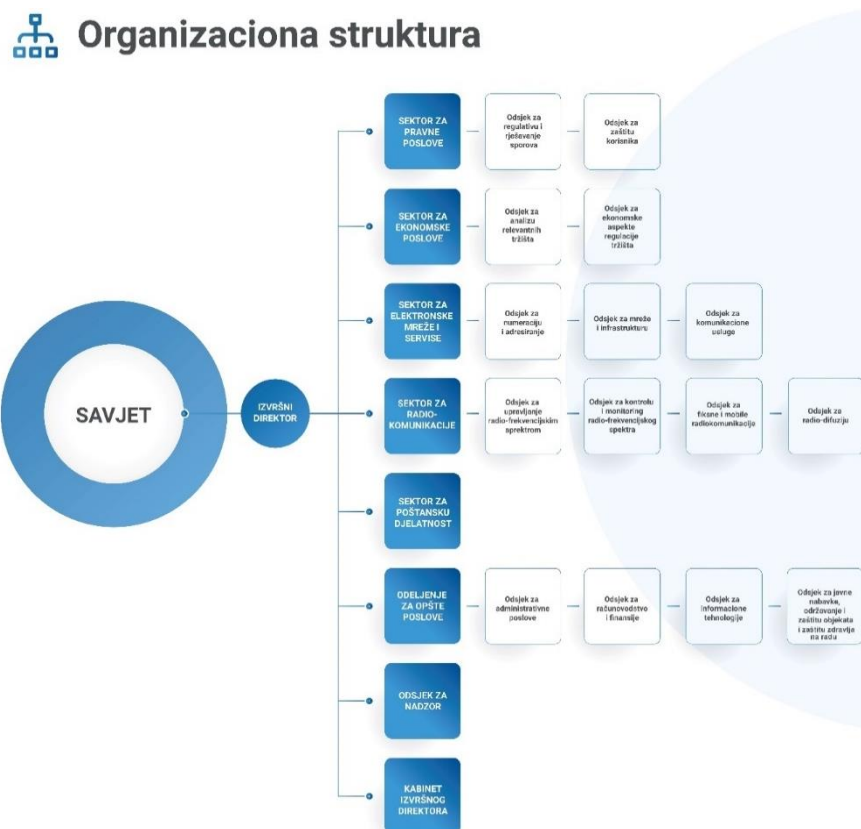 Organizaciona struktura
SAVJET
IZVRŠNI
DIREKTOR
SEKTOR ZA
PRAVNE
POSLOVE
Odsjek za
regulativu i
rješevenje
sporova
Odsjek za
zaštitu
korisnika
SEKTOR ZA
EKONOMSKE
POSLOVE
Odsjek za
analizu
relevantnih
tržišta
Odsjek za
ekonomske
aspekte
regulacije
tržišta
SEKTOR ZA
ELEKTRONSKE
MREŽE I
SERVISE
Odsjek za
numeraciju
i adresiranje
Odsjek za mreže
i infrastrukturu
Odsjek za
komunikacione
usluge
SEKTOR ZA
RADIO-
KOMUNIKACIJE
Odsjek za
upravljanje
radio-frekvencijskim
sprektrom
Odsjek za kontrolu
i monitoring
radio-frekvencijskog
spektra
Odsjek za
fiksne i mobile
radiokomunikacije
Odsjek za
radio-difuziju
SEKTOR ZA
POŠTANSKU
DJELATNOST
ODELJENJE
ZA OPŠTE
POSLOVE
Odsjek za
administrativne
poslove
Odsjek za
računovodstvo
i finansije
Odsjek za
informacione
tehnologije
Odsjek za javne
nabavke,
održovanje i
zaštitu objekata
i zaštitu zdravlja
na radu
ODSJEK ZA
NADZOR
KABINET
IZVRŠNOG
DIREKTORA